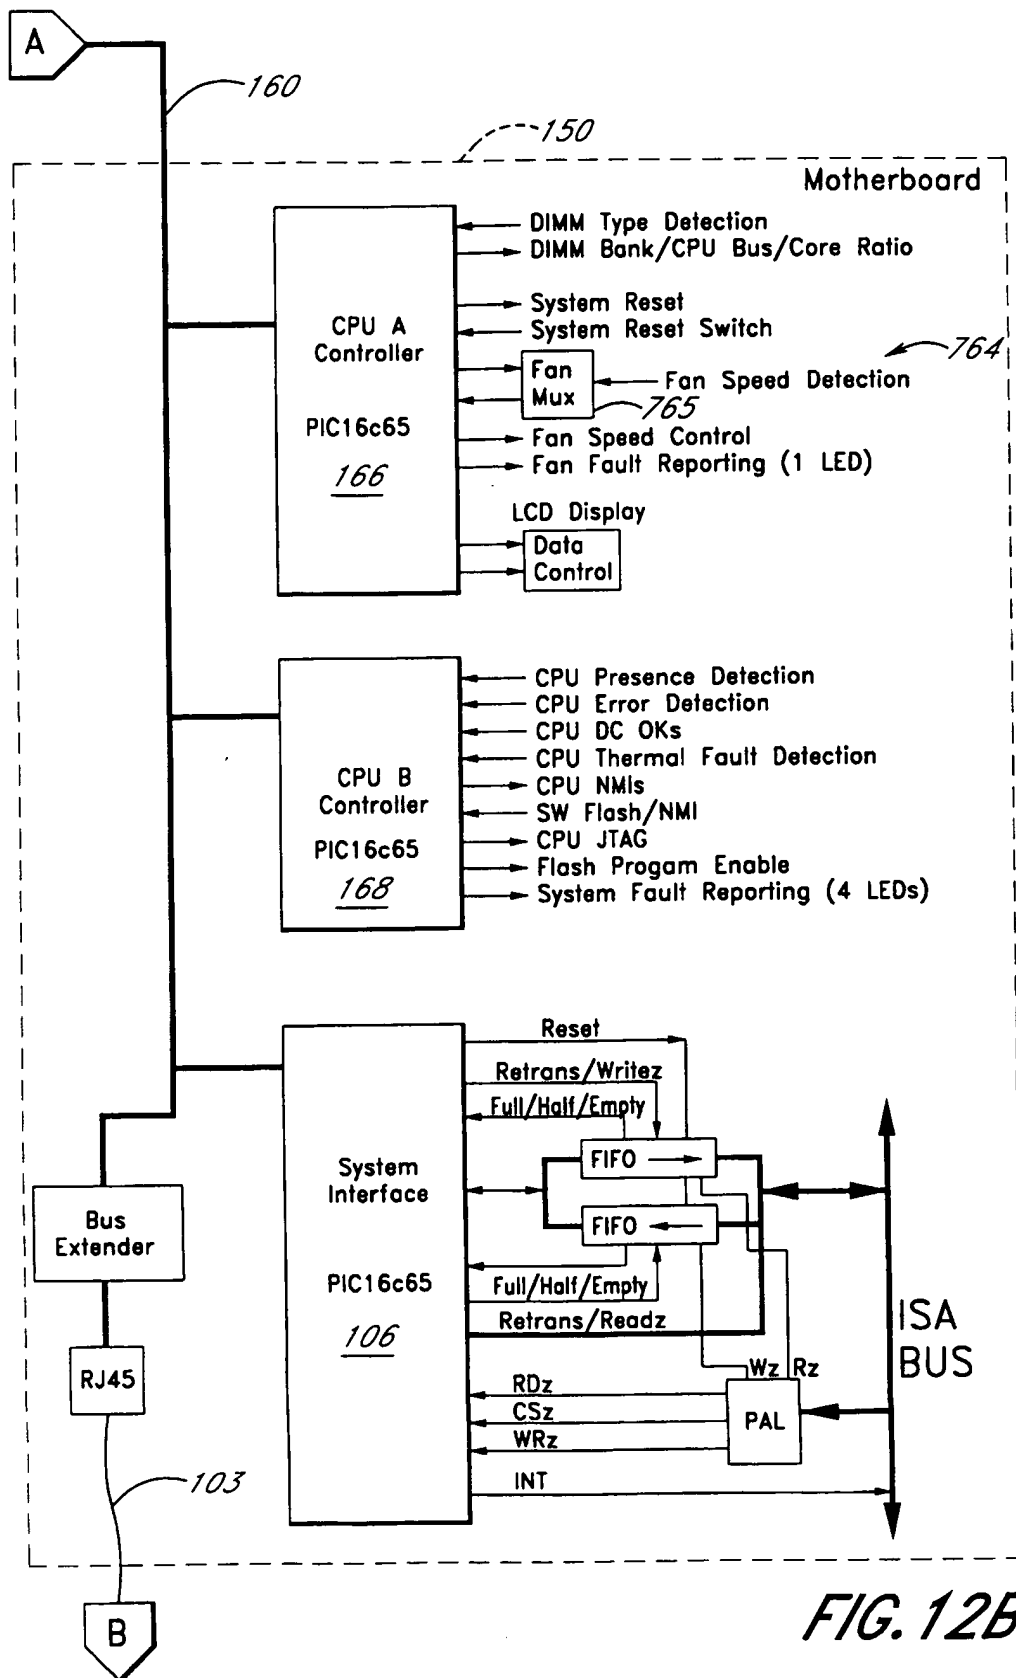 A
160
150
Motherboard
DIMM Type Detection
DIMM Bank/CPU Bus/Core Ratio
System Reset
System Reset Switch
CPU A
Controller
PIC16c65
166
Fan
Mux
765
Fan Speed Detection
764
Fan Speed Control
Fan Fault Reporting (1 LED)
LCD Display
Data
Control
CPU B
Controller
PIC16c65
168
CPU Presence Detection
CPU Error Detection
CPU DC OKs
CPU Thermal Fault Detection
CPU NMIs
SW Flash/NMI
CPU JTAG
Flash Progam Enable
System Fault Reporting (4 LEDs)
System
Interface
PIC16c65
106
Reset
Retrans/Writez
Full/Half/Empty
FIFO
FIFO
Full/Half/Empty
Retrans/Readz
Wz Rz
RDz
CSz
WRz
INT
PAL
ISA
BUS
Bus
Extender
RJ45
103
B
FIG. 12B